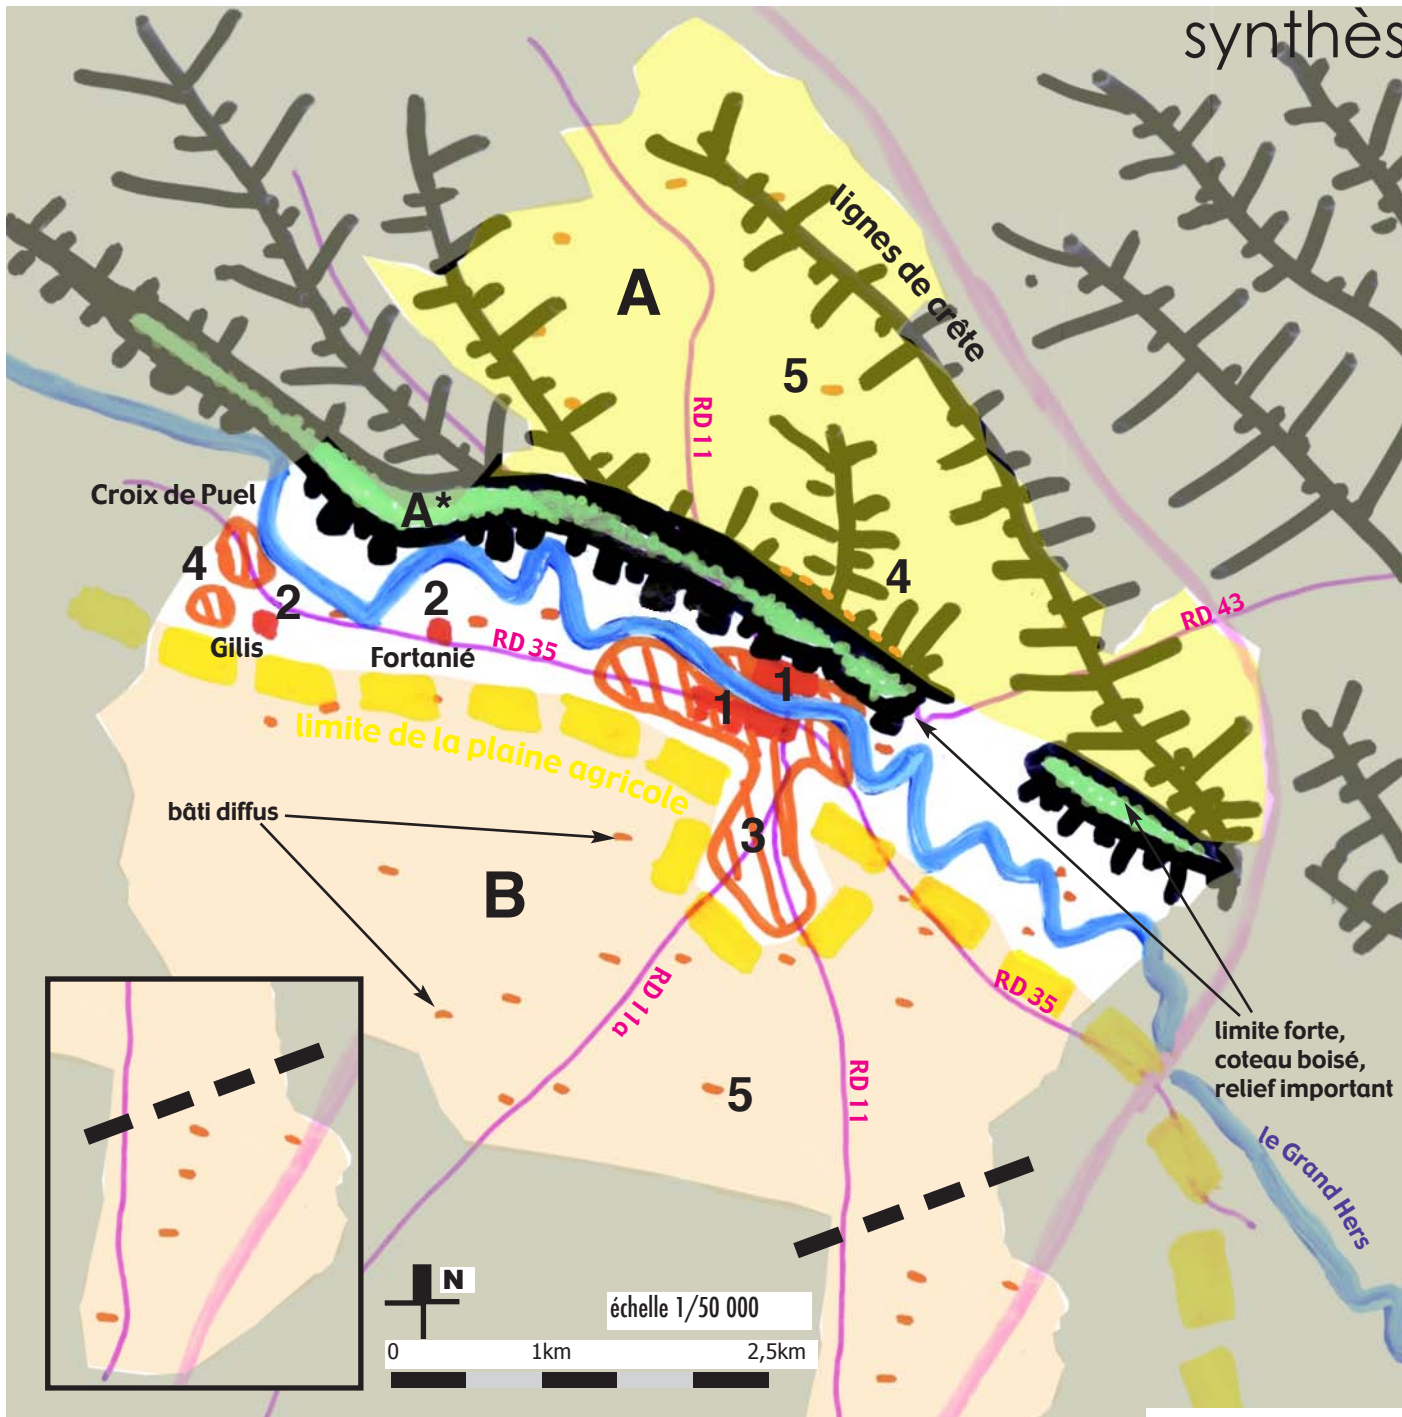 synthès
lignes de crête
A
5
RD 11
Croix de Puel
A*
4
4
2
2
RD 43
Gilis
Fortanié
RD 35
1
1
limite de la plaine agricole
bâti diffus
3
B
RD 11a
RD 35
limite forte,
coteau boisé,
relief important
5
RD 11
le Grand Hers
N
échelle 1/50 000
0 1km 2,5km